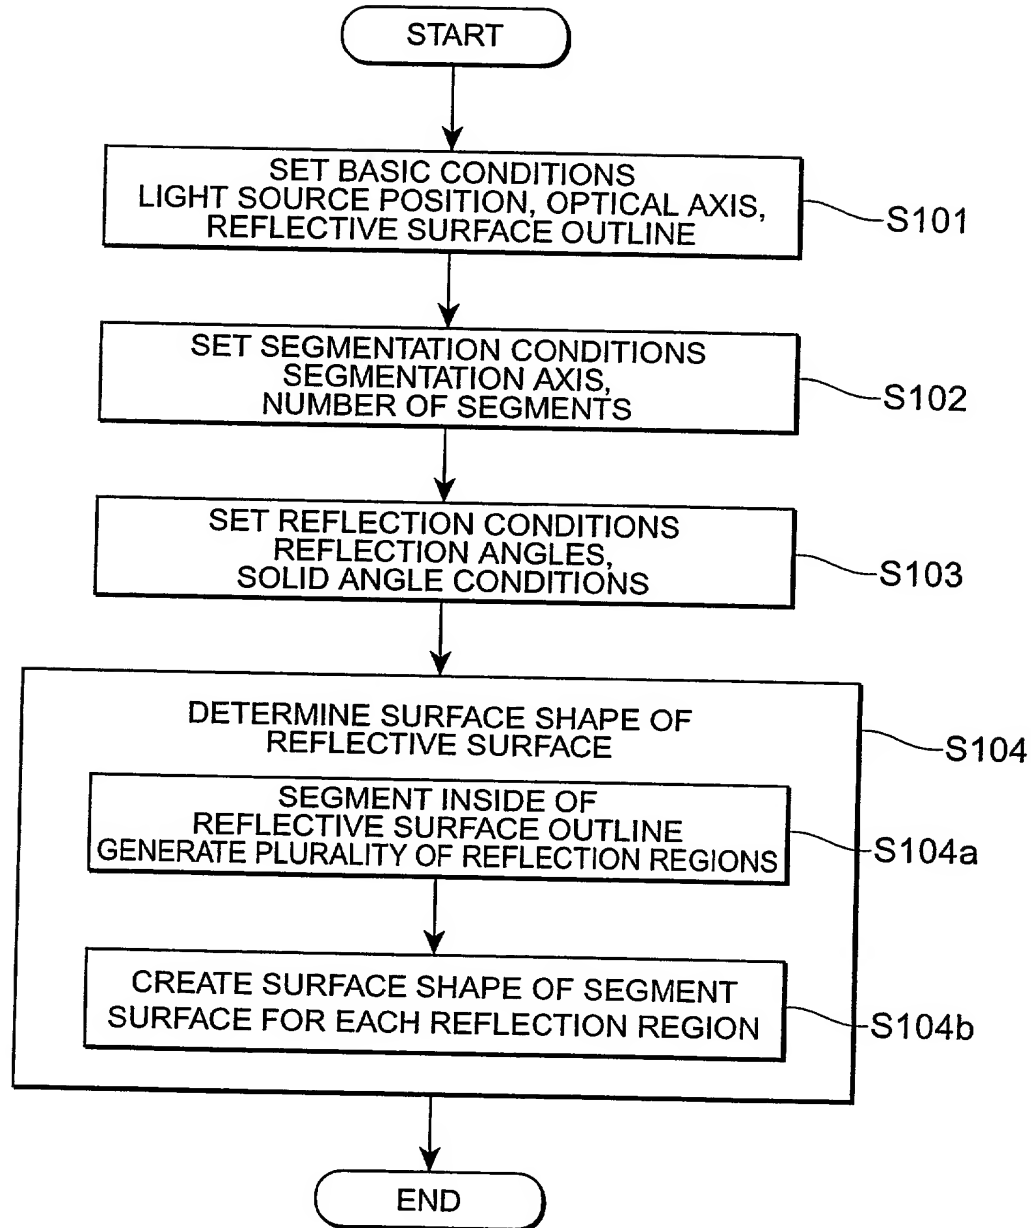 START
SET BASIC CONDITIONS
LIGHT SOURCE POSITION, OPTICAL AXIS,
REFLECTIVE SURFACE OUTLINE
S101
SET SEGMENTATION CONDITIONS
SEGMENTATION AXIS,
NUMBER OF SEGMENTS
S102
SET REFLECTION CONDITIONS
REFLECTION ANGLES,
SOLID ANGLE CONDITIONS
S103
DETERMINE SURFACE SHAPE OF
REFLECTIVE SURFACE
S104
SEGMENT INSIDE OF
REFLECTIVE SURFACE OUTLINE
GENERATE PLURALITY OF REFLECTION REGIONS
S104a
CREATE SURFACE SHAPE OF SEGMENT
SURFACE FOR EACH REFLECTION REGION
S104b
END